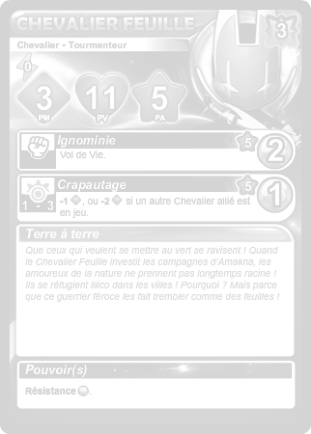 CHEVALIER FEUILLE
3
Chevalier - Tourmenteur
0
3 11 5
PM PV PA
Ignominie 5 2
Vol de Vie.
Crapautage 5 1
1 - 3
-1 , ou -2 si un autre Chevalier allié est
en jeu.
Terre à terre
Que ceux qui veulent se mettre au vert se ravisent ! Quand
le Chevalier Feuille investit les campagnes d'Amakna, les
amoureux de la nature ne prennent pas longtemps racine !
Ils se réfugient illico dans les villes ! Pourquoi ? Mais parce
que ce guerrier féroce les fait trembler comme des feuilles !
Pouvoir(s)
Résistance .